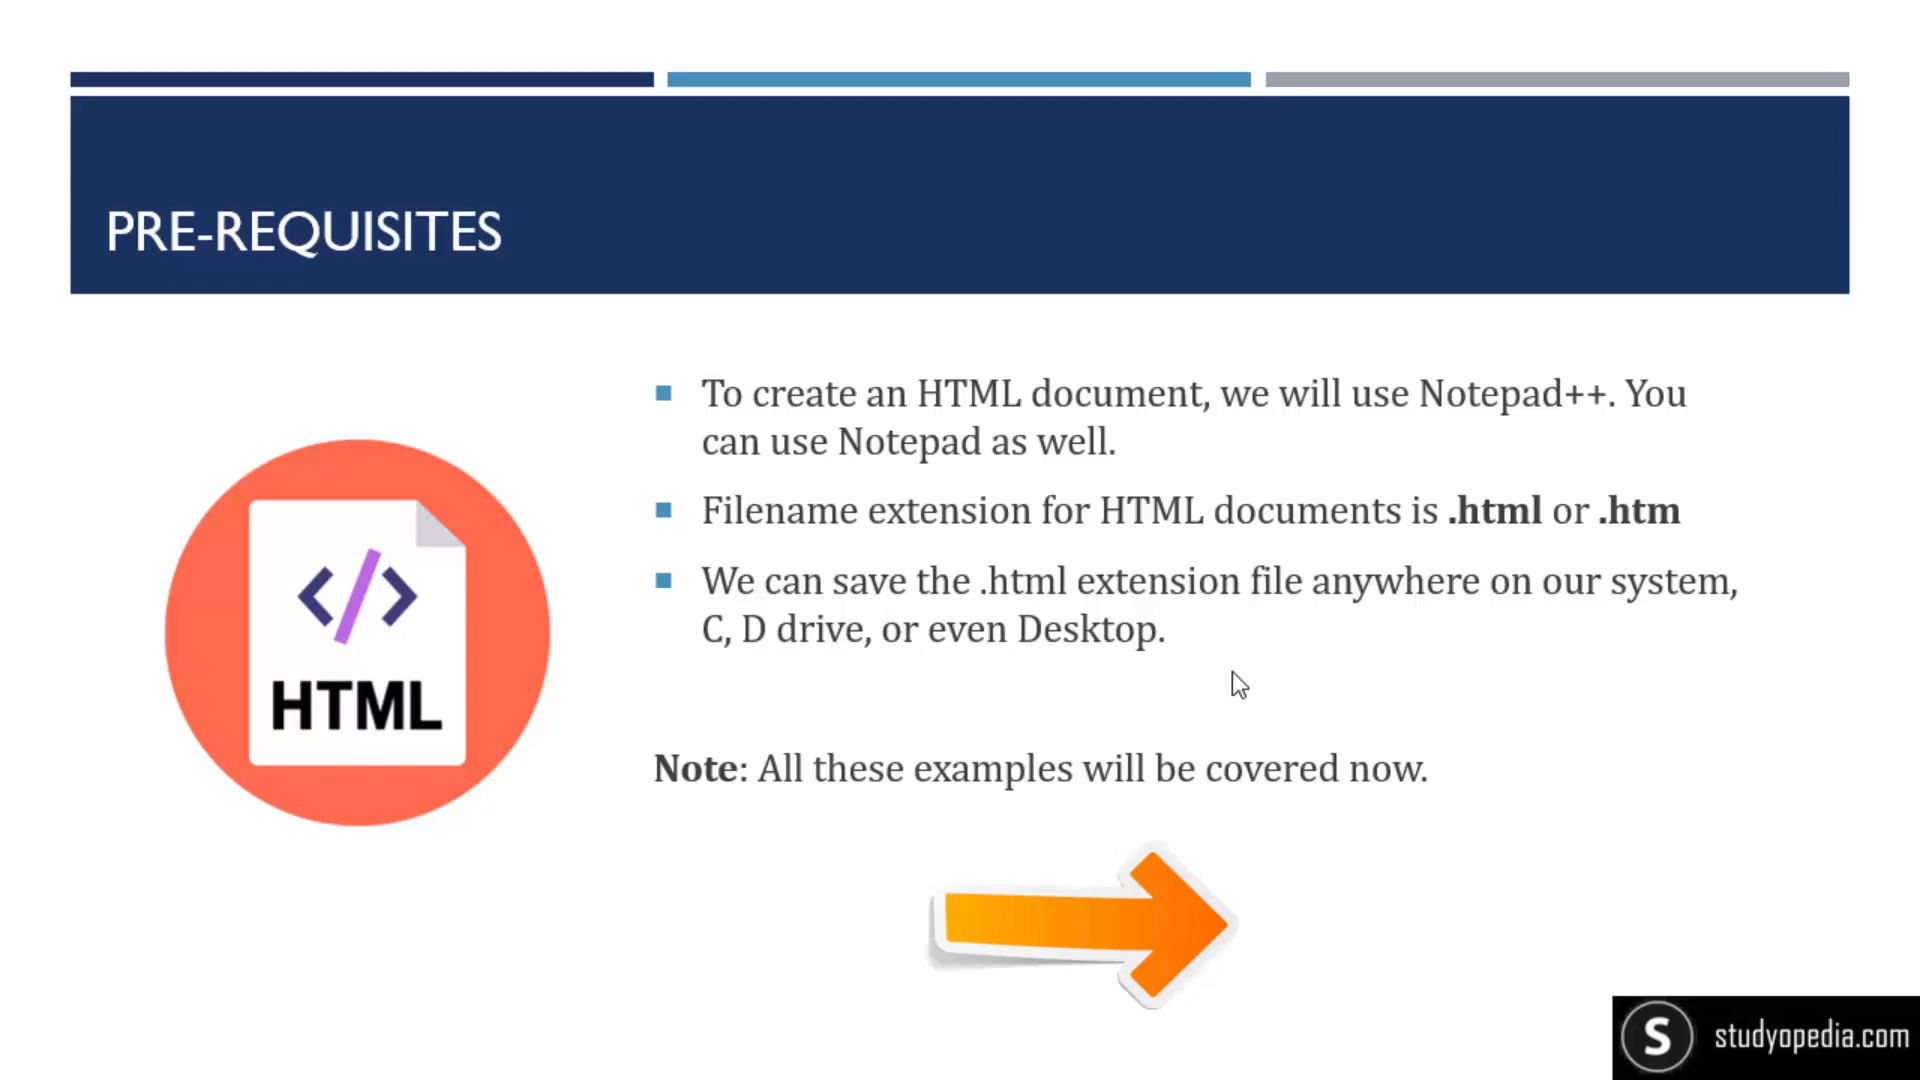 PRE-REQUISITES
To create an HTML document, we will use Notepad++. You
can use Notepad as well.
Filename extension for HTML documents is .html or .htm
We can save the .html extension file anywhere on our system,
C, D drive, or even Desktop.
Note: All these examples will be covered now.
</>
HTML
S studyopedia.com